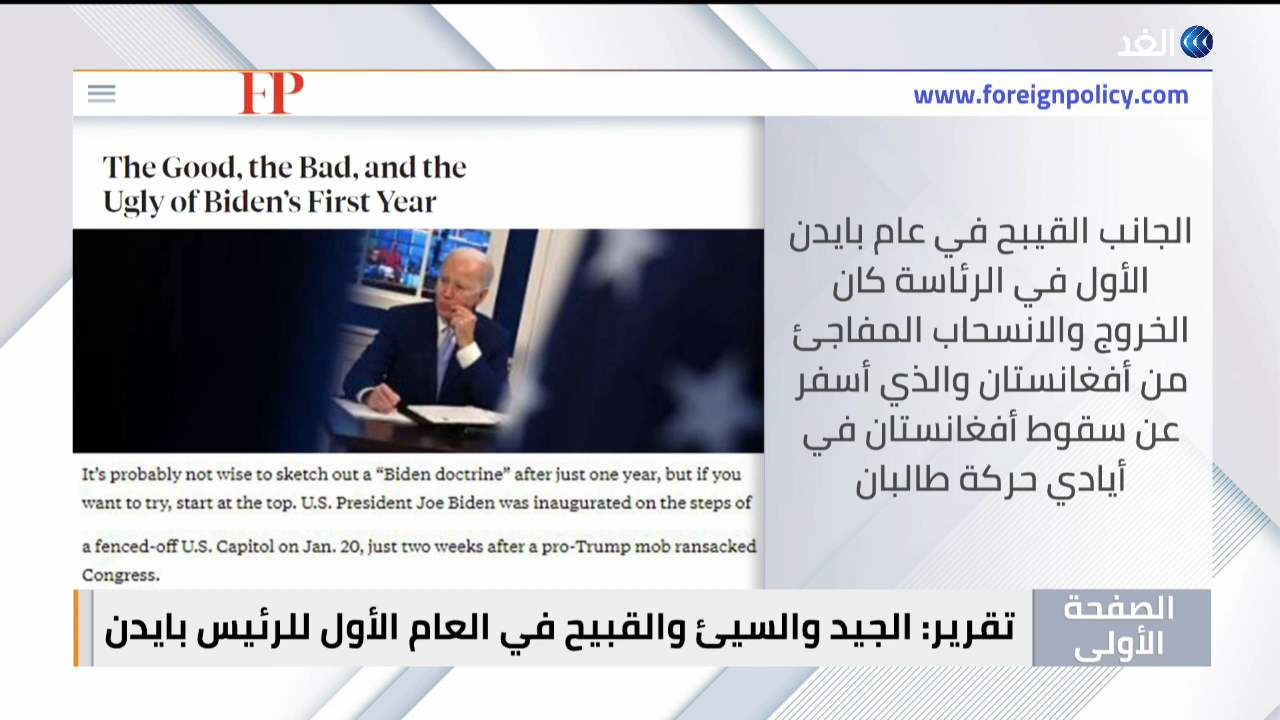 الغد
FP
www.foreignpolicy.com
The Good, the Bad, and the
Ugly of Biden's First Year
It's probably not wise to sketch out a “Biden doctrine” after just one year, but if you
want to try, start at the top. U.S. President Joe Biden was inaugurated on the steps of
a fenced-off U.S. Capitol on Jan. 20, just two weeks after a pro-Trump mob ransacked
Congress.
الجانب القيبح في عام بايدن
الأول في الرئاسة كان
الخروج والانسحاب المفاجئ
من أفغانستان والذي أسفر
عن سقوط أفغانستان في
أيادي حركة طالبان
الصفحة
الأولى
تقرير: الجيد والسيئ والقبيح في العام الأول للرئيس بايدن